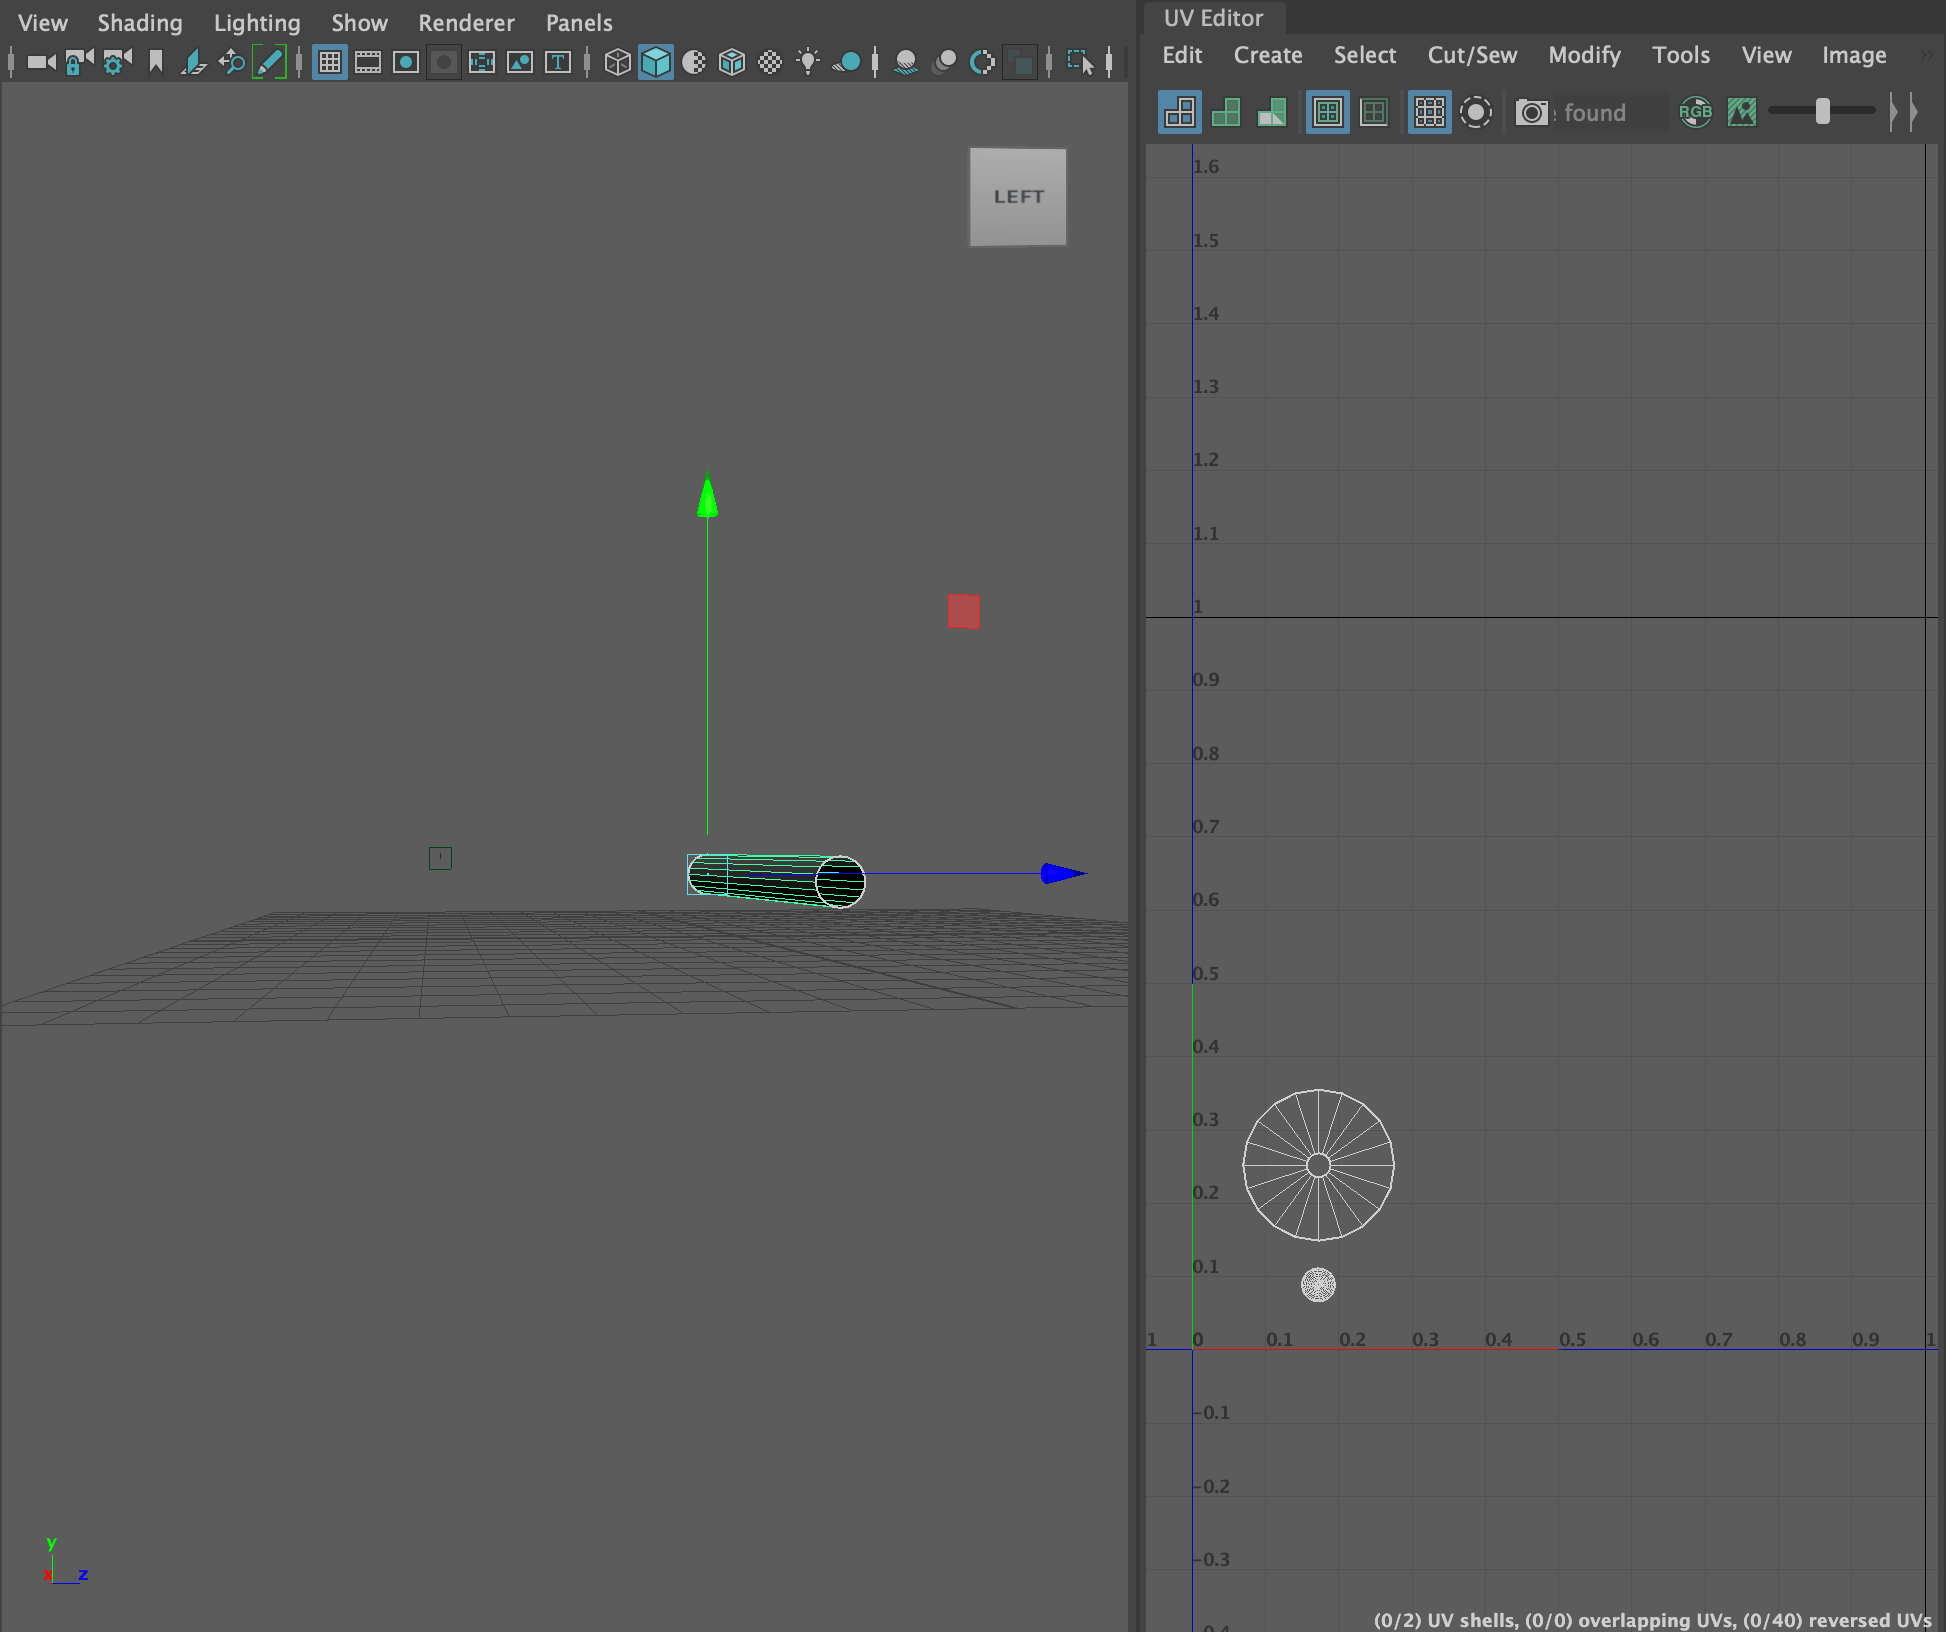 View Shading Lighting Show Renderer Panels
UV Editor
Edit Create Select Cut/Sew Modify Tools View Image
T
found
RGB
LEFT
1.6
1.5
1.4
1.3
1.2
1.1
1
0.9
0.8
0.7
0.6
0.5
0.4
0.3
0.2
0.1
1 0 0.1 0.2 0.3 0.4 0.5 0.6 0.7 0.8 0.9 1
-0.1
-0.2
-0.3
y
x z
(0/2) UV shells, (0/0) overlapping UVs, (0/40) reversed UVs